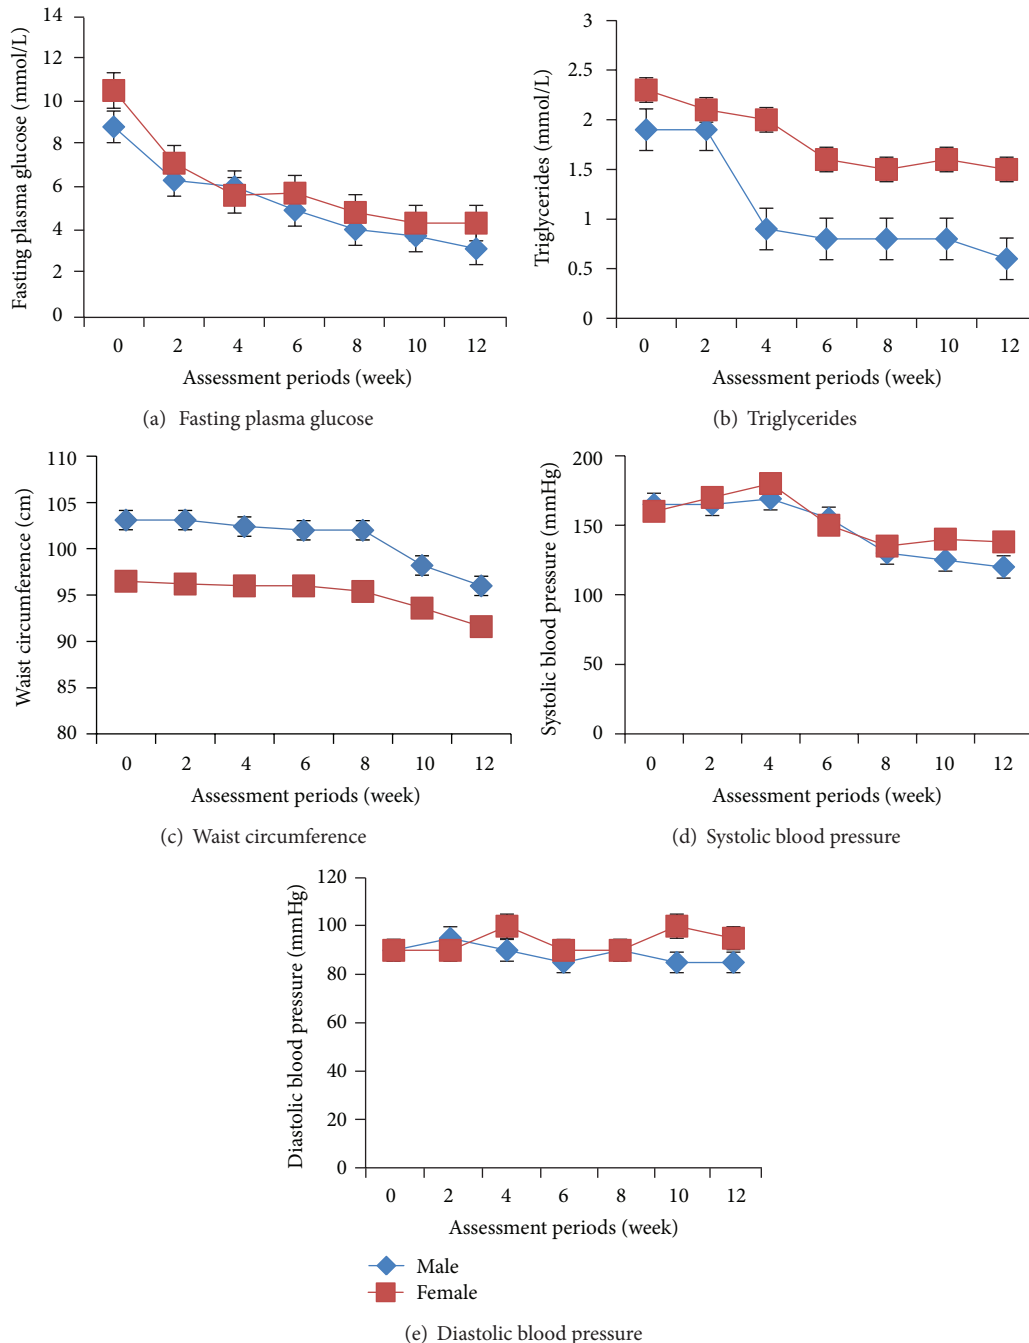 14
12
10
8
6
4
2
0
Fasting plasma glucose (mmol/L)
0 2 4 6 8 10 12
Assessment periods (week)
(a) Fasting plasma glucose
3
2.5
2
1.5
1
0.5
0
Triglycerides (mmol/L)
0 2 4 6 8 10 12
Assessment periods (week)
(b) Triglycerides
110
105
100
95
90
85
80
Waist circumference (cm)
0 2 4 6 8 10 12
Assessment periods (week)
(c) Waist circumference
200
150
100
50
0
Systolic blood pressure (mmHg)
0 2 4 6 8 10 12
Assessment periods (week)
(d) Systolic blood pressure
120
100
80
60
40
20
0
Diastolic blood pressure (mmHg)
0 2 4 6 8 10 12
Assessment periods (week)
Male
Female
(e) Diastolic blood pressure